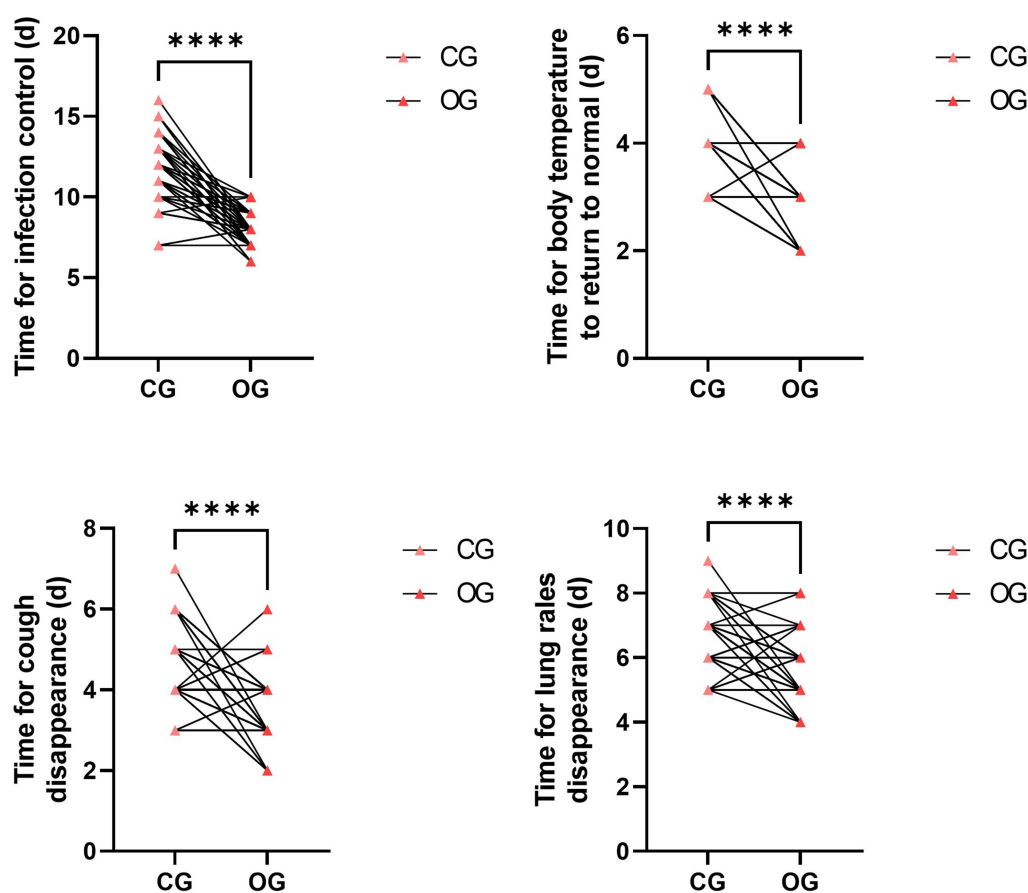 Time for infection control (d)
20
15
10
5
0
****
CG
OG
CG
OG
Time for body temperature
to return to normal (d)
6
4
2
0
****
CG
OG
CG
OG
Time for cough
disappearance (d)
8
6
4
2
0
****
CG
OG
CG
OG
Time for lung rales
disappearance (d)
10
8
6
4
2
0
****
CG
OG
CG
OG